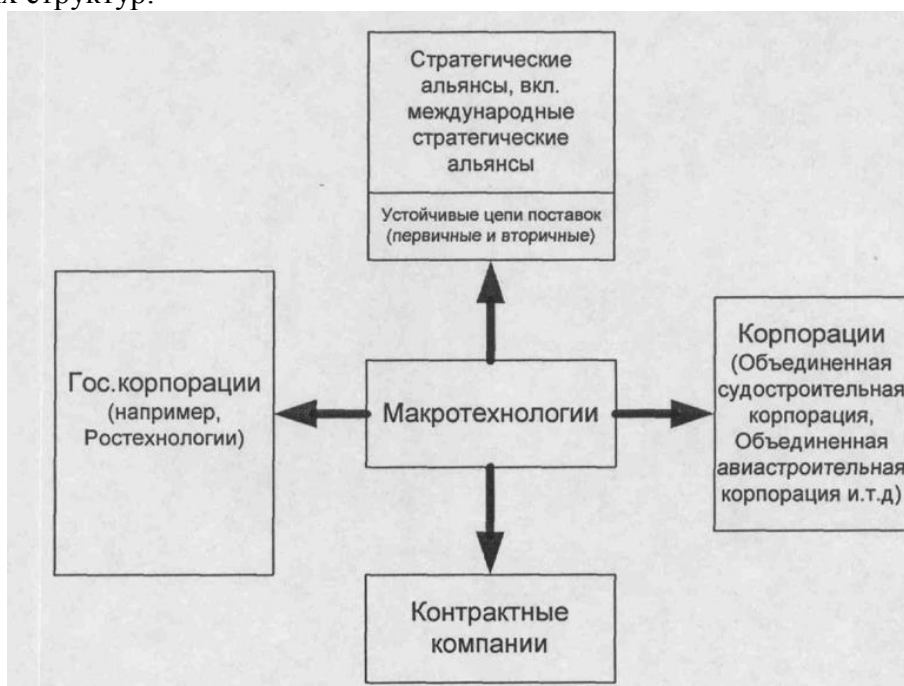 структур:
Стратегические
альянсы, вкл.
международные
стратегические
альянсы
Устойчивые цепи поставок
(первичные и вторичные)
Гос.корпорации
(например,
Ростехнологии)
Макротехнологии
Корпорации
(Объединенная
судостроительная
корпорация,
Объединенная
авиастроительная
корпорация и.т.д)
Контрактные
компании